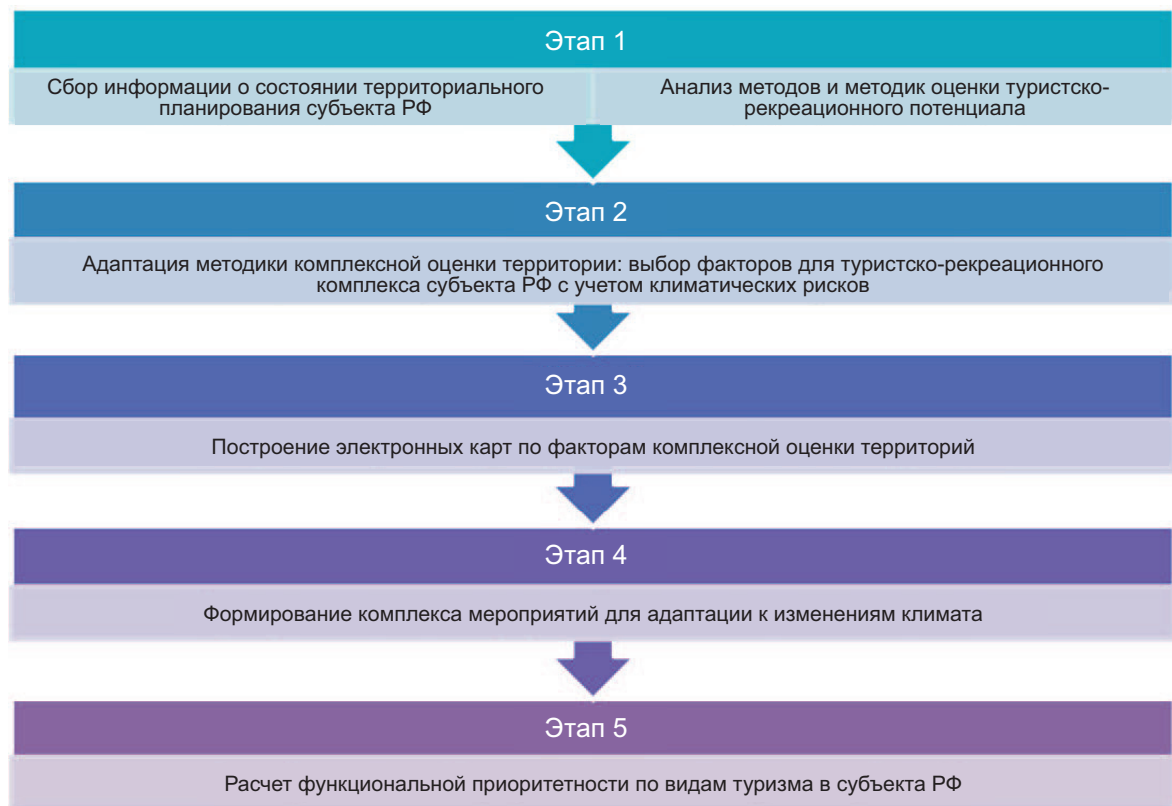 Этап 1
Сбор информации о состоянии территориального
планирования субъекта РФ
Анализ методов и методик оценки туристско-
рекреационного потенциала
Этап 2
Адаптация методики комплексной оценки территории: выбор факторов для туристско-рекреационного
комплекса субъекта РФ с учетом климатических рисков
Этап 3
Построение электронных карт по факторам комплексной оценки территорий
Этап 4
Формирование комплекса мероприятий для адаптации к изменениям климата
Этап 5
Расчет функциональной приоритетности по видам туризма в субъекта РФ